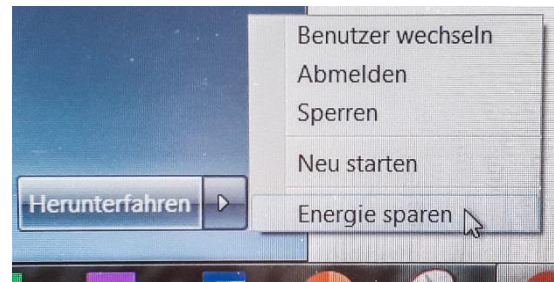 Benutzer wechseln
Abmelden
Sperren
Neu starten
Herunterfahren
Energie sparen